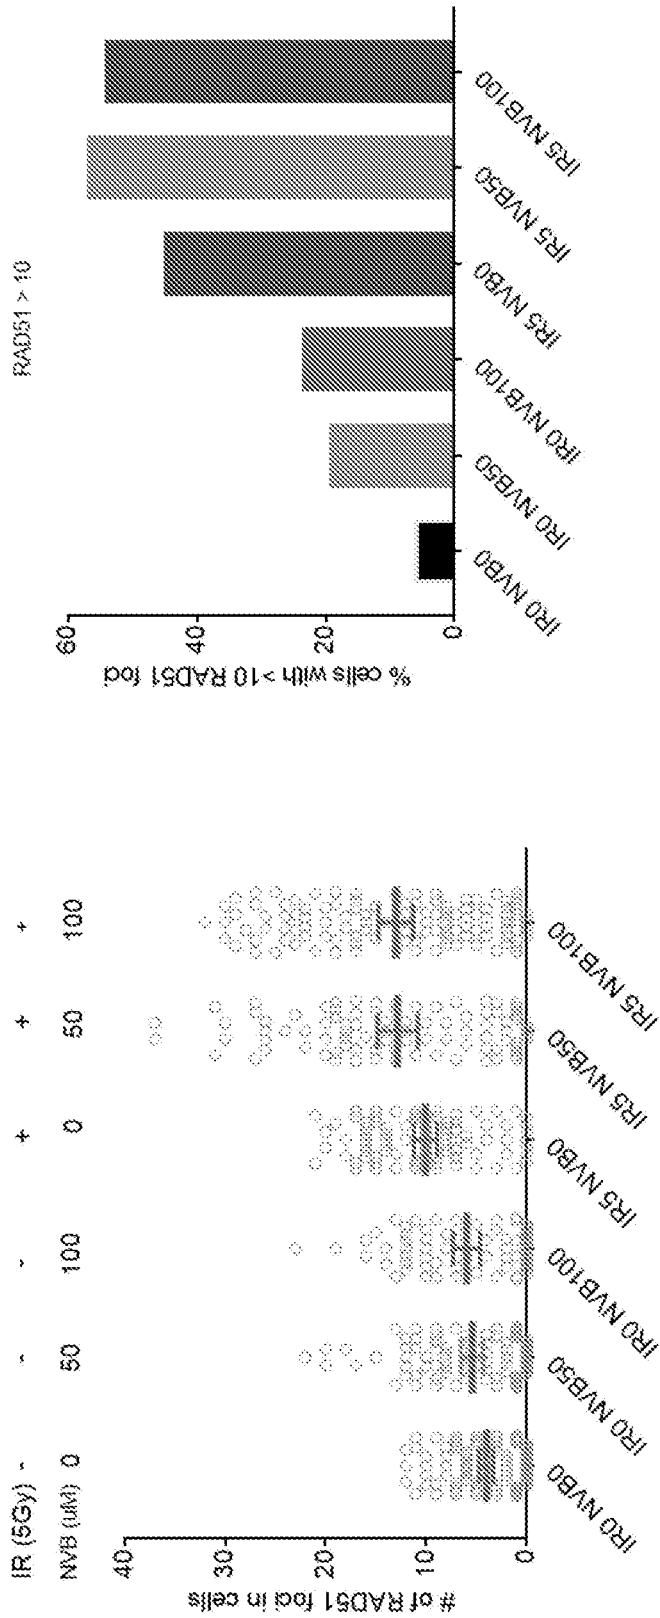 IR (5Gy) - - - + + +
NVB (uM) 0 50 100 0 50 100
# of RAD51 foci in cells
40
30
20
10
0
IR0 NVB0
IR0 NVB50
IR0 NVB100
IR5 NVB0
IR5 NVB50
IR5 NVB100
RAD51 > 10
% cells with >10 RAD51 foci
60
40
20
0
IR0 NVB0
IR0 NVB50
IR0 NVB100
IR5 NVB0
IR5 NVB50
IR5 NVB100